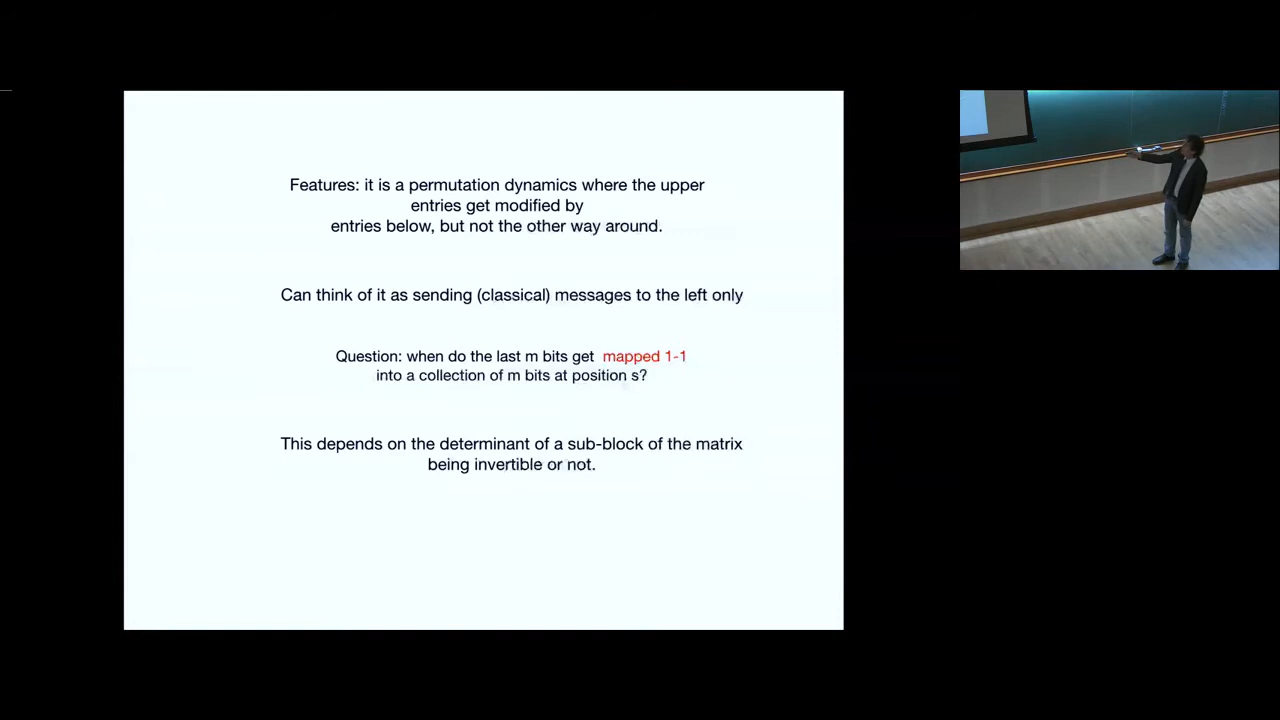 Features: it is a permutation dynamics where the upper
entries get modified by
entries below, but not the other way around.
Can think of it as sending (classical) messages to the left only
Question: when do the last m bits get mapped 1-1
into a collection of m bits at position s?
This depends on the determinant of a sub-block of the matrix
being invertible or not.